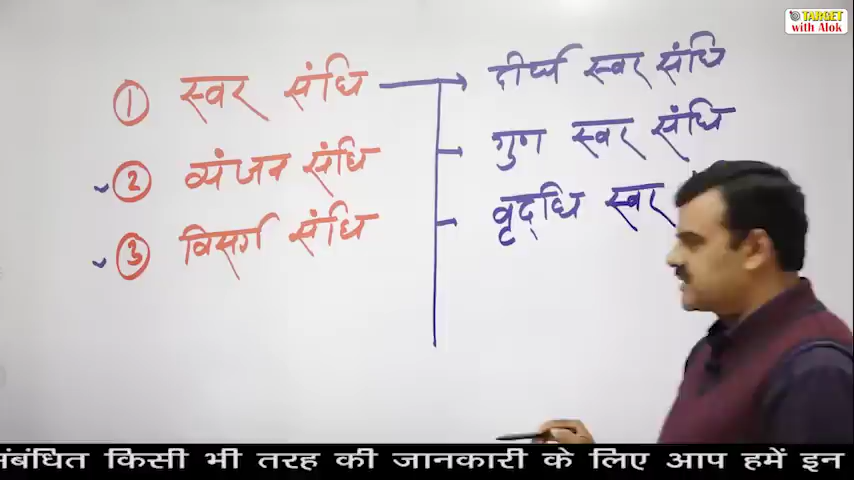 TARGET
with Alok
① स्वर संधि
② व्यंजन संधि
③ विसर्ग संधि
दीर्घ स्वर संधि
गुण स्वर संधि
वृद्धि स्वर
संबंधित किसी भी तरह की जानकारी के लिए आप हमें इन